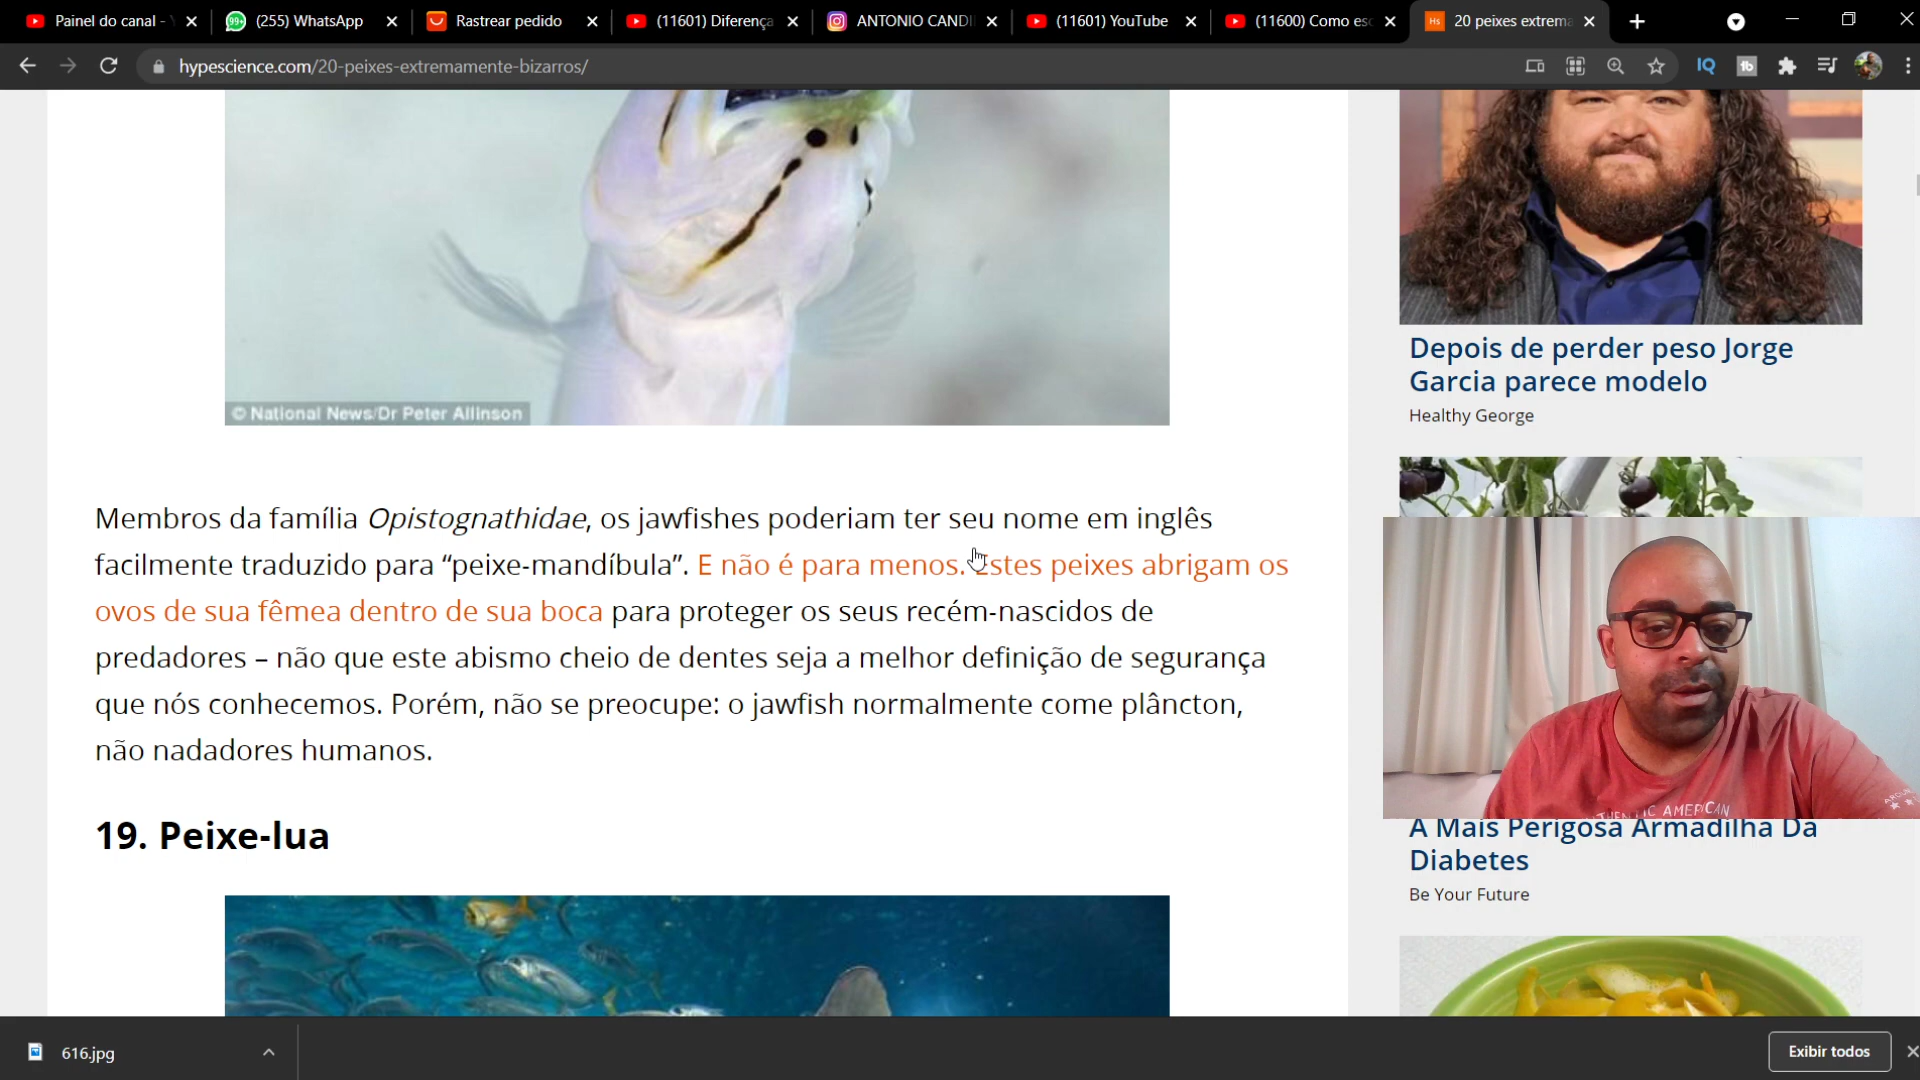 Painel do canal -
(255) WhatsApp
Rastrear pedido
(11601) Diferença
ANTONIO CANDI
(11601) YouTube
(11600) Como es
20 peixes extrem
hypescience.com/20-peixes-extremamente-bizarros/
© National News/Dr Peter Allinson
Membros da família Opistognathidae, os jawfishes poderiam ter seu nome em inglês
facilmente traduzido para “peixe-mandíbula”. E não é para menos. Estes peixes abrigam os
ovos de sua fêmea dentro de sua boca para proteger os seus recém-nascidos de
predadores – não que este abismo cheio de dentes seja a melhor definição de segurança
que nós conhecemos. Porém, não se preocupe: o jawfish normalmente come plâncton,
não nadadores humanos.
19. Peixe-lua
Depois de perder peso Jorge
Garcia parece modelo
Healthy George
AMERICAN
A Mais Perigosa Armadilha Da
Diabetes
Be Your Future
616.jpg
Exibir todos